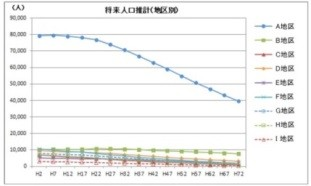 (人)
将来人口推計(地区別)
90,000
80,000
70,000
60,000
50,000
40,000
30,000
20,000
10,000
0
H2 H7 H12 H17 H22 H27 H32 H37 H42 H47 H52 H57 H62 H67 H72
A地区
B地区
C地区
D地区
E地区
F地区
G地区
H地区
I 地区